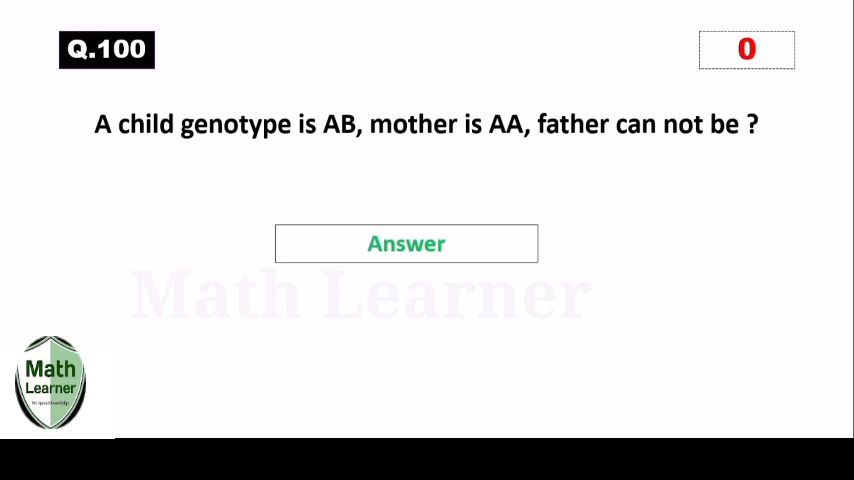 Q.100
0
A child genotype is AB, mother is AA, father can not be ?
Answer
Math Learner
Math
Learner